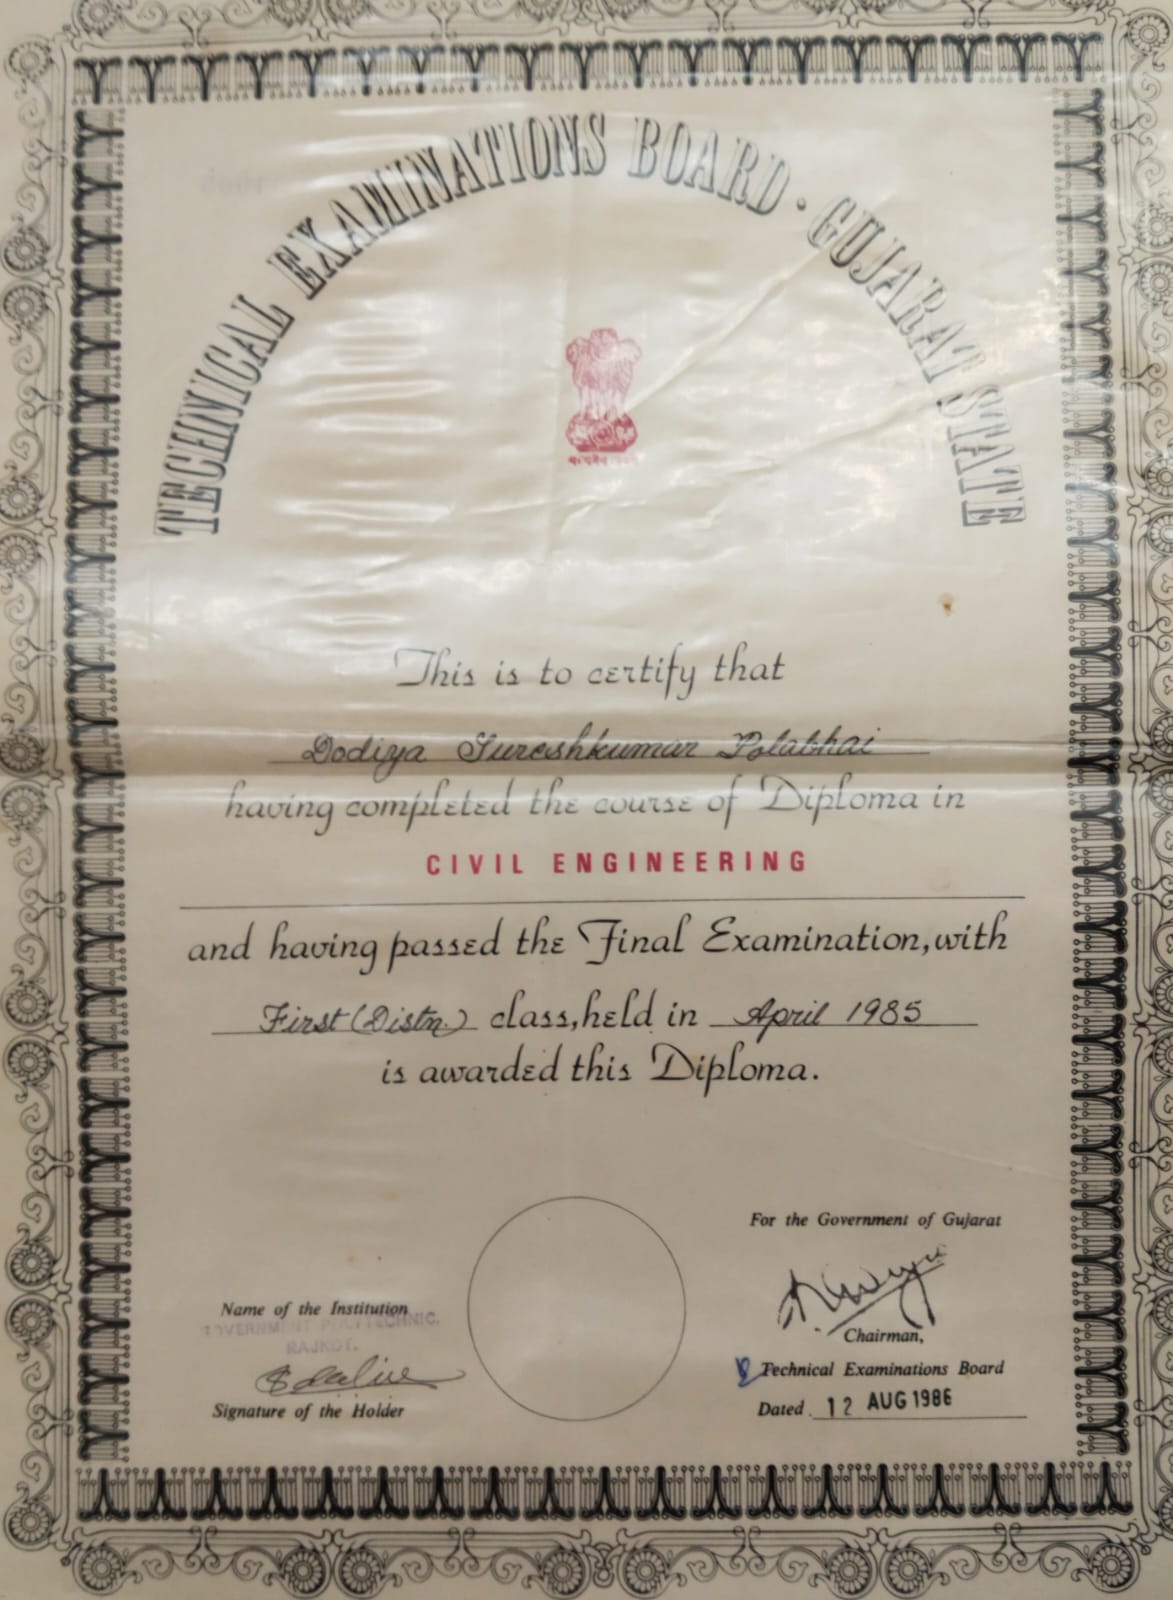 TECHNICAL EXAMINATIONS BOARD · GUJARAT STATE
This is to certify that
Dodiya Sureshkumar Polabhai
having completed the course of Diploma in
CIVIL ENGINEERING
and having passed the Final Examination, with
First (Distn.) class, held in April 1985
is awarded this Diploma.
For the Government of Gujarat
Name of the Institution
GOVERNMENT POLYTECHNIC.
RAJKOT.
Signature of the Holder
Chairman,
Technical Examinations Board
Dated 12 AUG 1986